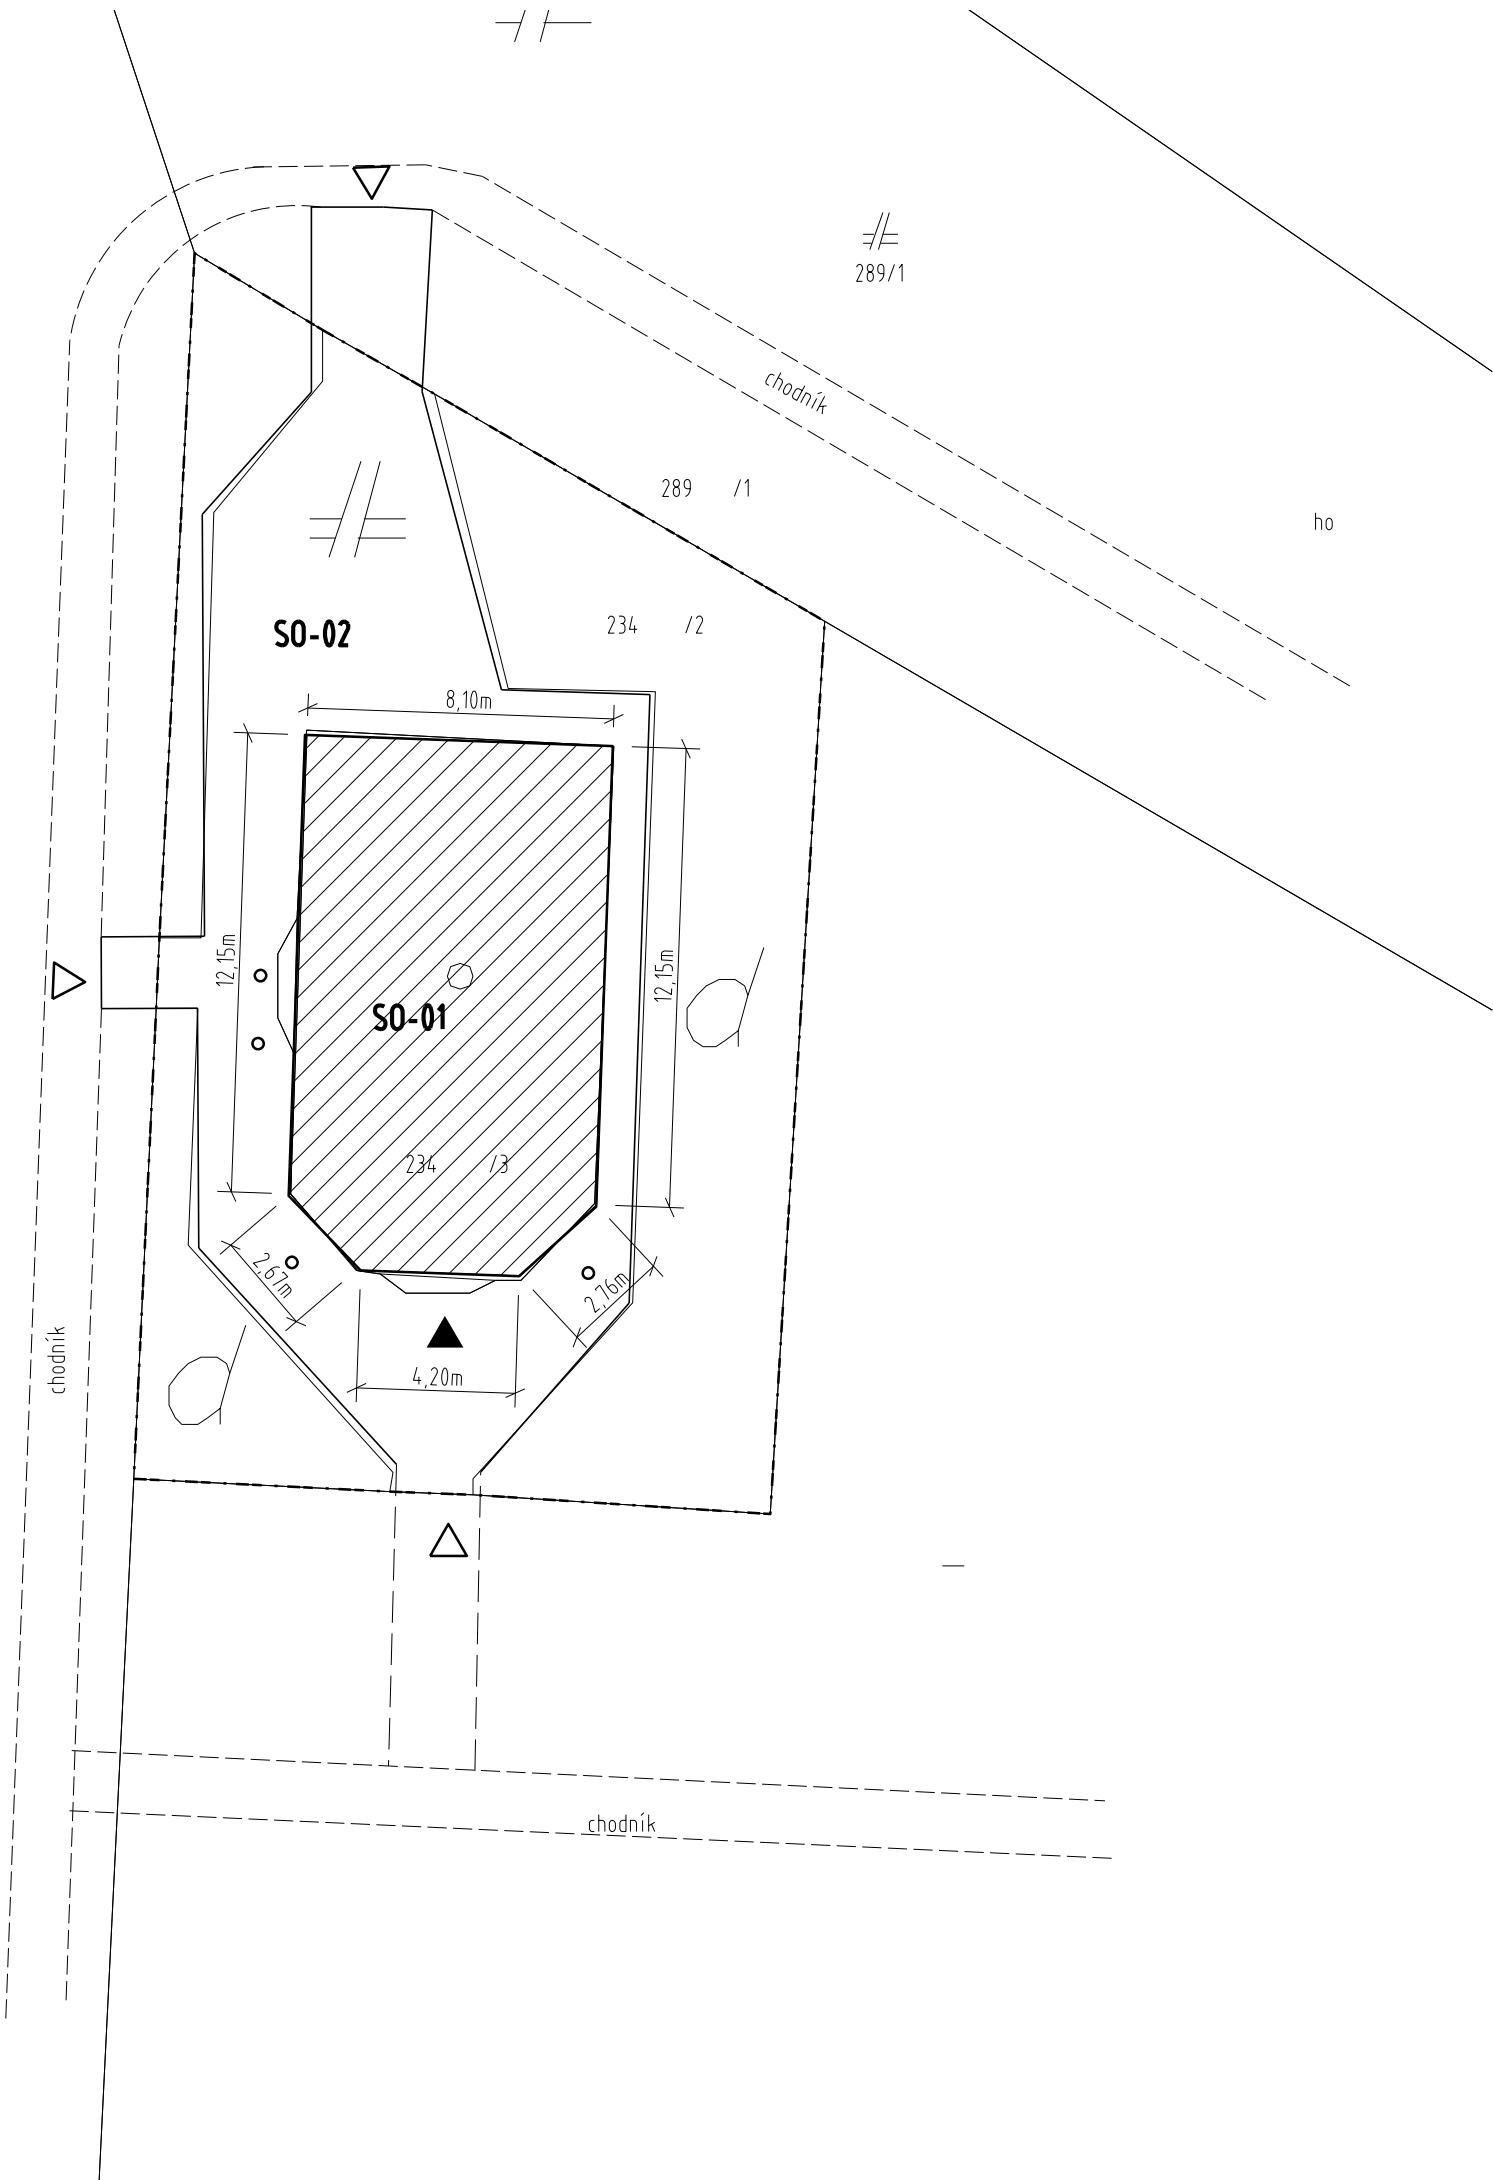 289/1
chodník
289 /1
ho
234 /2
SO-02
8,10m
12,15m
12,15m
SO-01
234 /3
2,67m
2,76m
4,20m
chodník
chodník